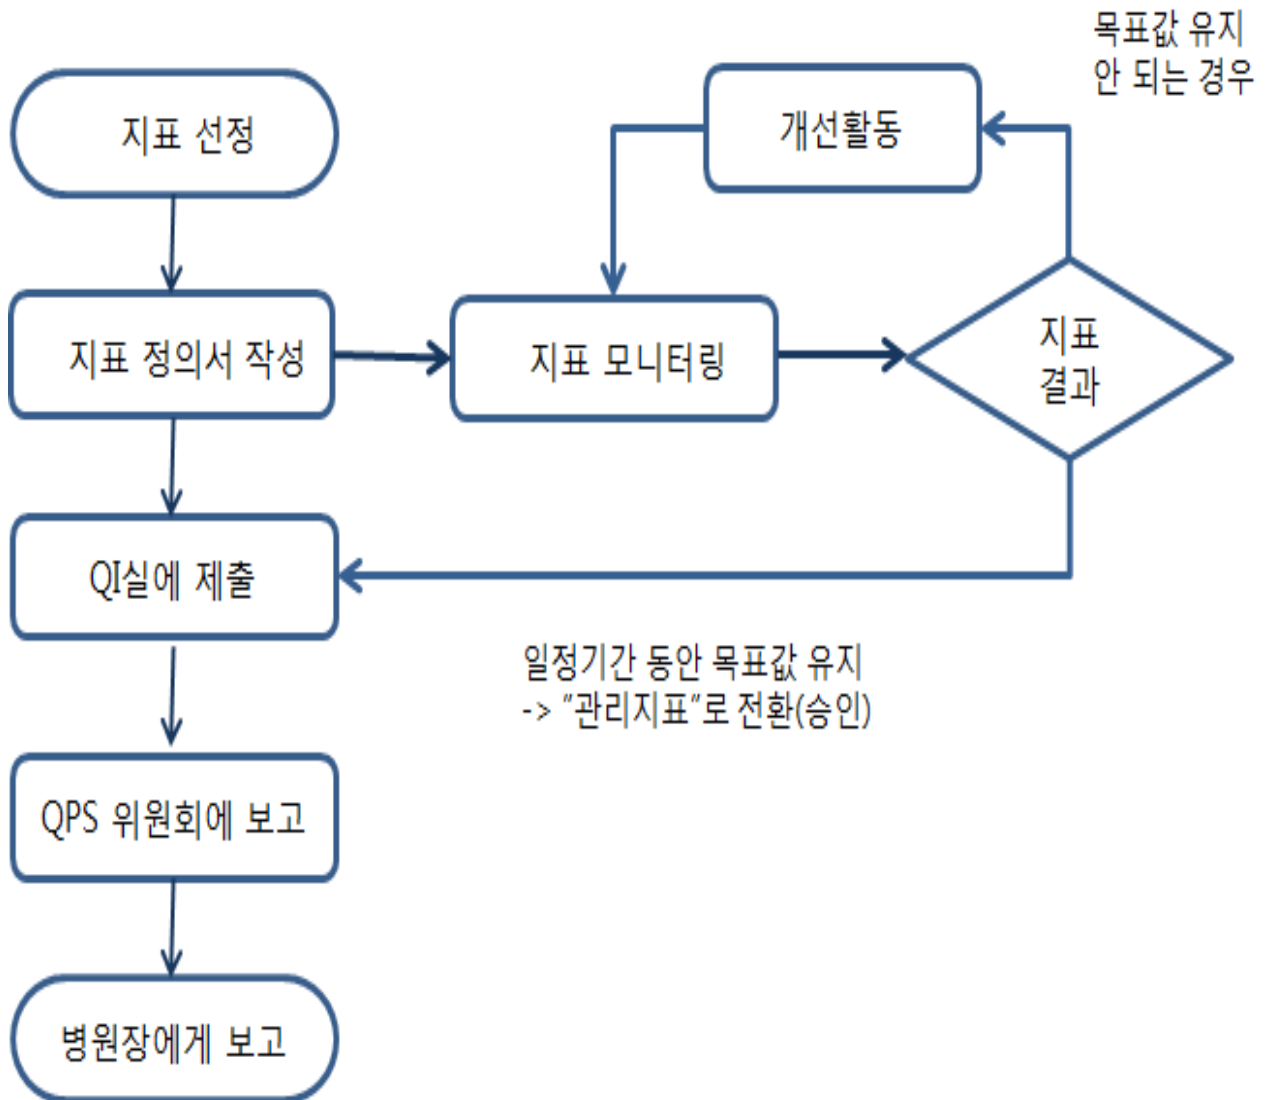 목표값 유지
안 되는 경우
지표 선정
개선활동
지표 정의서 작성
지표 모니터링
지표
결과
QI실에 제출
일정기간 동안 목표값 유지
-> "관리지표"로 전환(승인)
QPS 위원회에 보고
병원장에게 보고